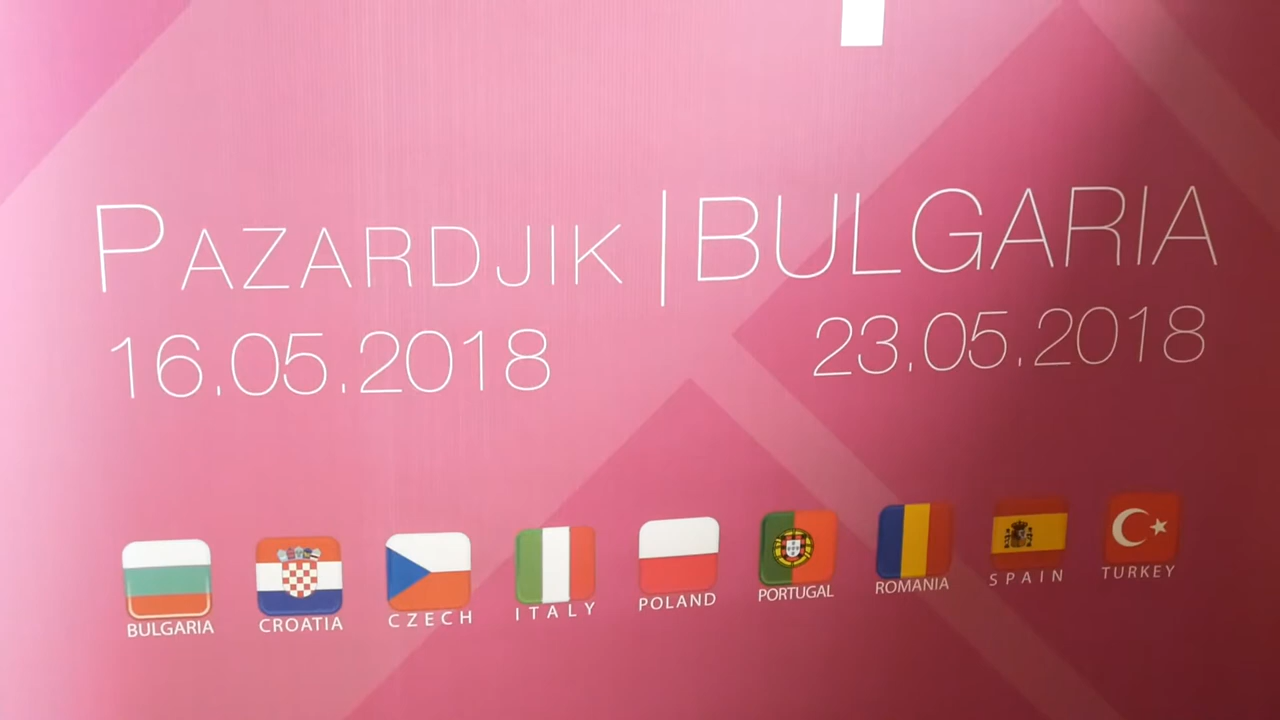 PAZARDJIK | BULGARIA
16.05.2018 23.05.2018
BULGARIA CROATIA CZECH ITALY POLAND PORTUGAL ROMANIA SPAIN TURKEY